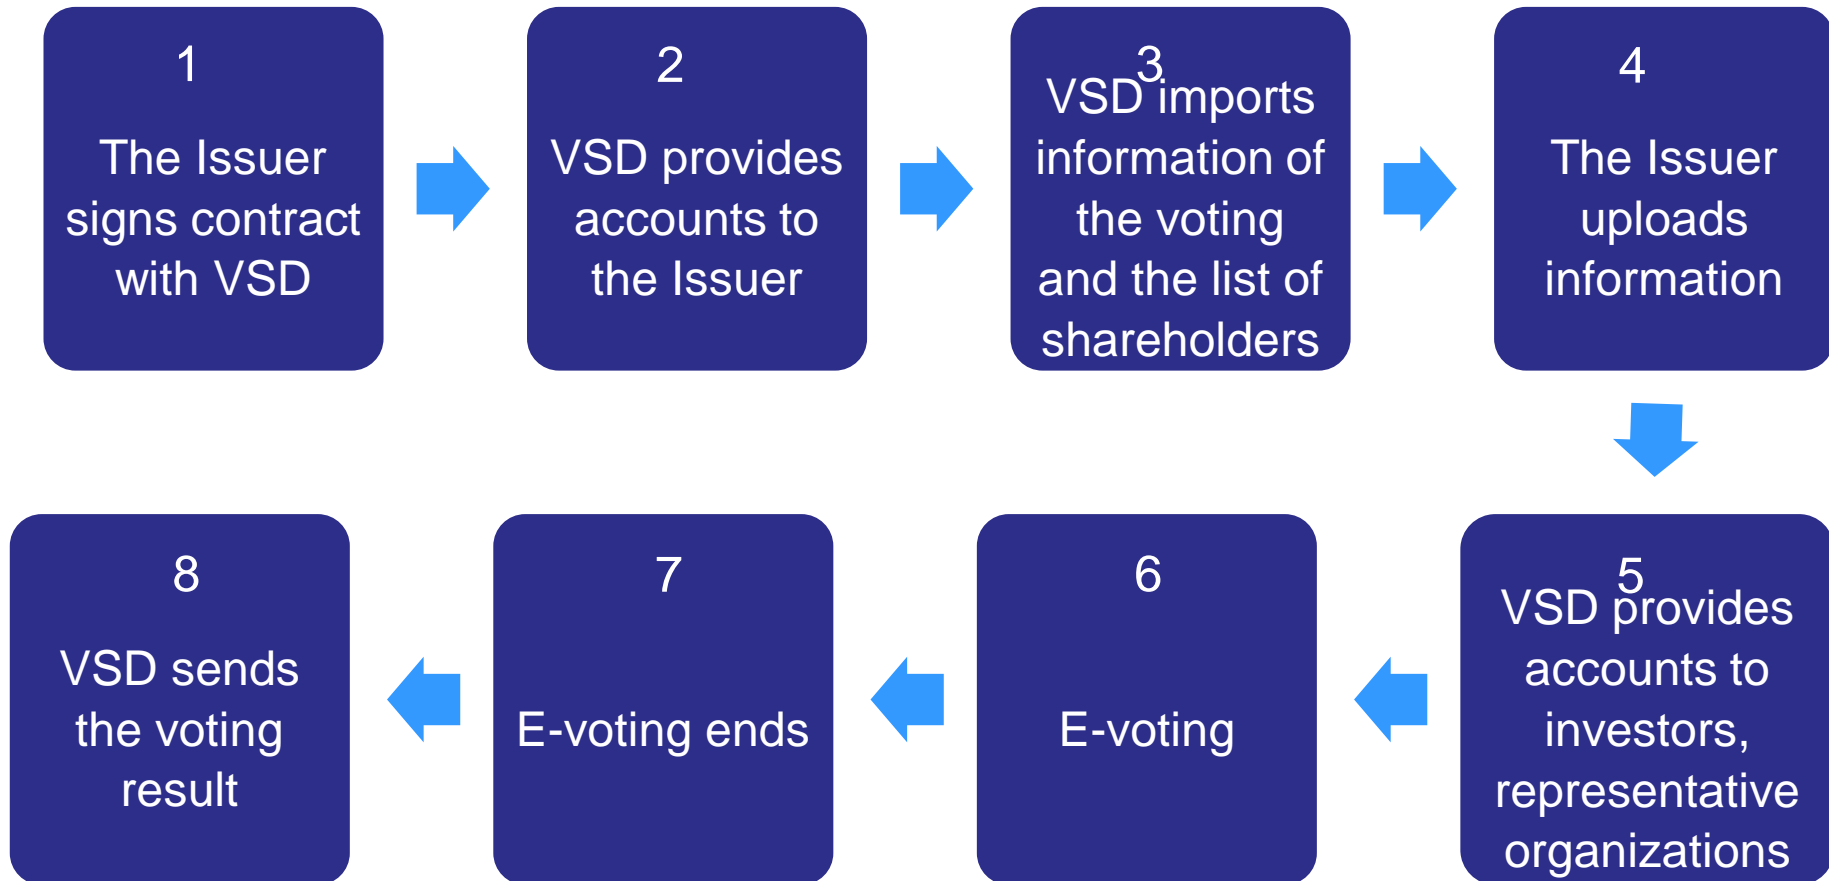 1
The Issuer
signs contract
with VSD
2
VSD provides
accounts to
the Issuer
3
VSD imports
information of
the voting
and the list of
shareholders
4
The Issuer
uploads
information
5
VSD provides
accounts to
investors,
representative
organizations
6
E-voting
7
E-voting ends
8
VSD sends
the voting
result